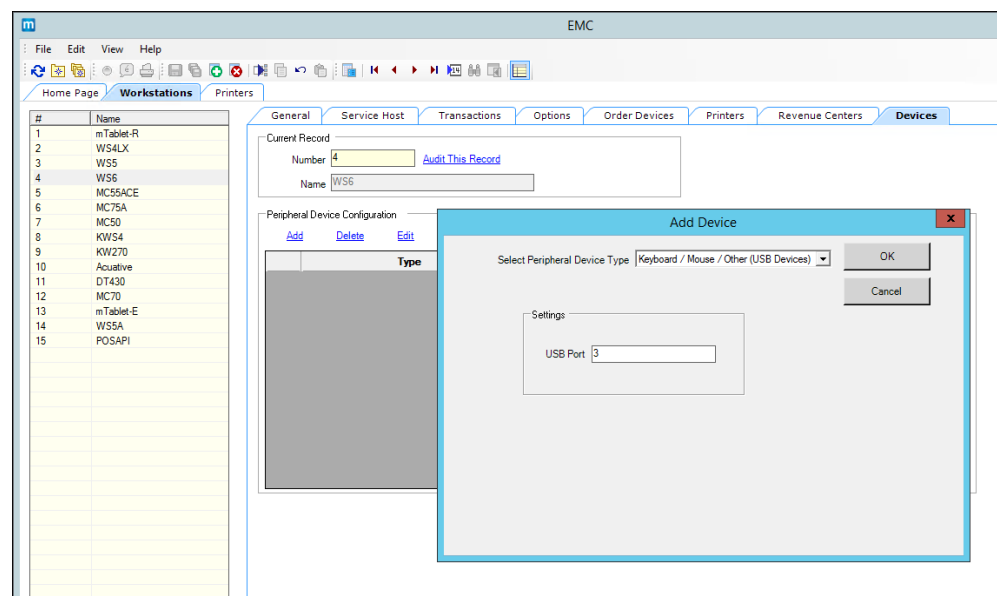 m EMC
File Edit View Help
Home Page Workstations Printers
# Name
1 mTablet-R
2 WS4LX
3 WS5
4 WS6
5 MC55ACE
6 MC75A
7 MC50
8 KWS4
9 KW270
10 Acuative
11 DT430
12 MC70
13 mTablet-E
14 WS5A
15 POSAPI
General Service Host Transactions Options Order Devices Printers Revenue Centers Devices
Current Record
Number 4 Audit This Record
Name WS6
Peripheral Device Configuration
Add Delete Edit
Type
Add Device x
Select Peripheral Device Type Keyboard / Mouse / Other (USB Devices) OK
Cancel
Settings
USB Port 3